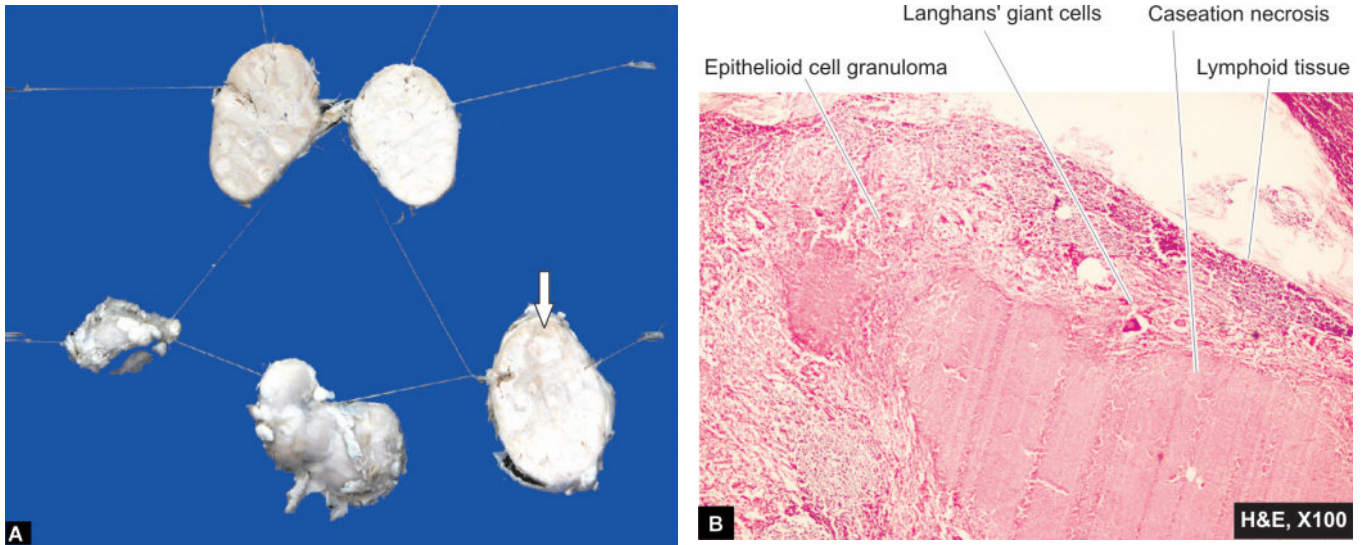 Langhans' giant cells
Caseation necrosis
Epithelioid cell granuloma
Lymphoid tissue
A
B
H&E, X100